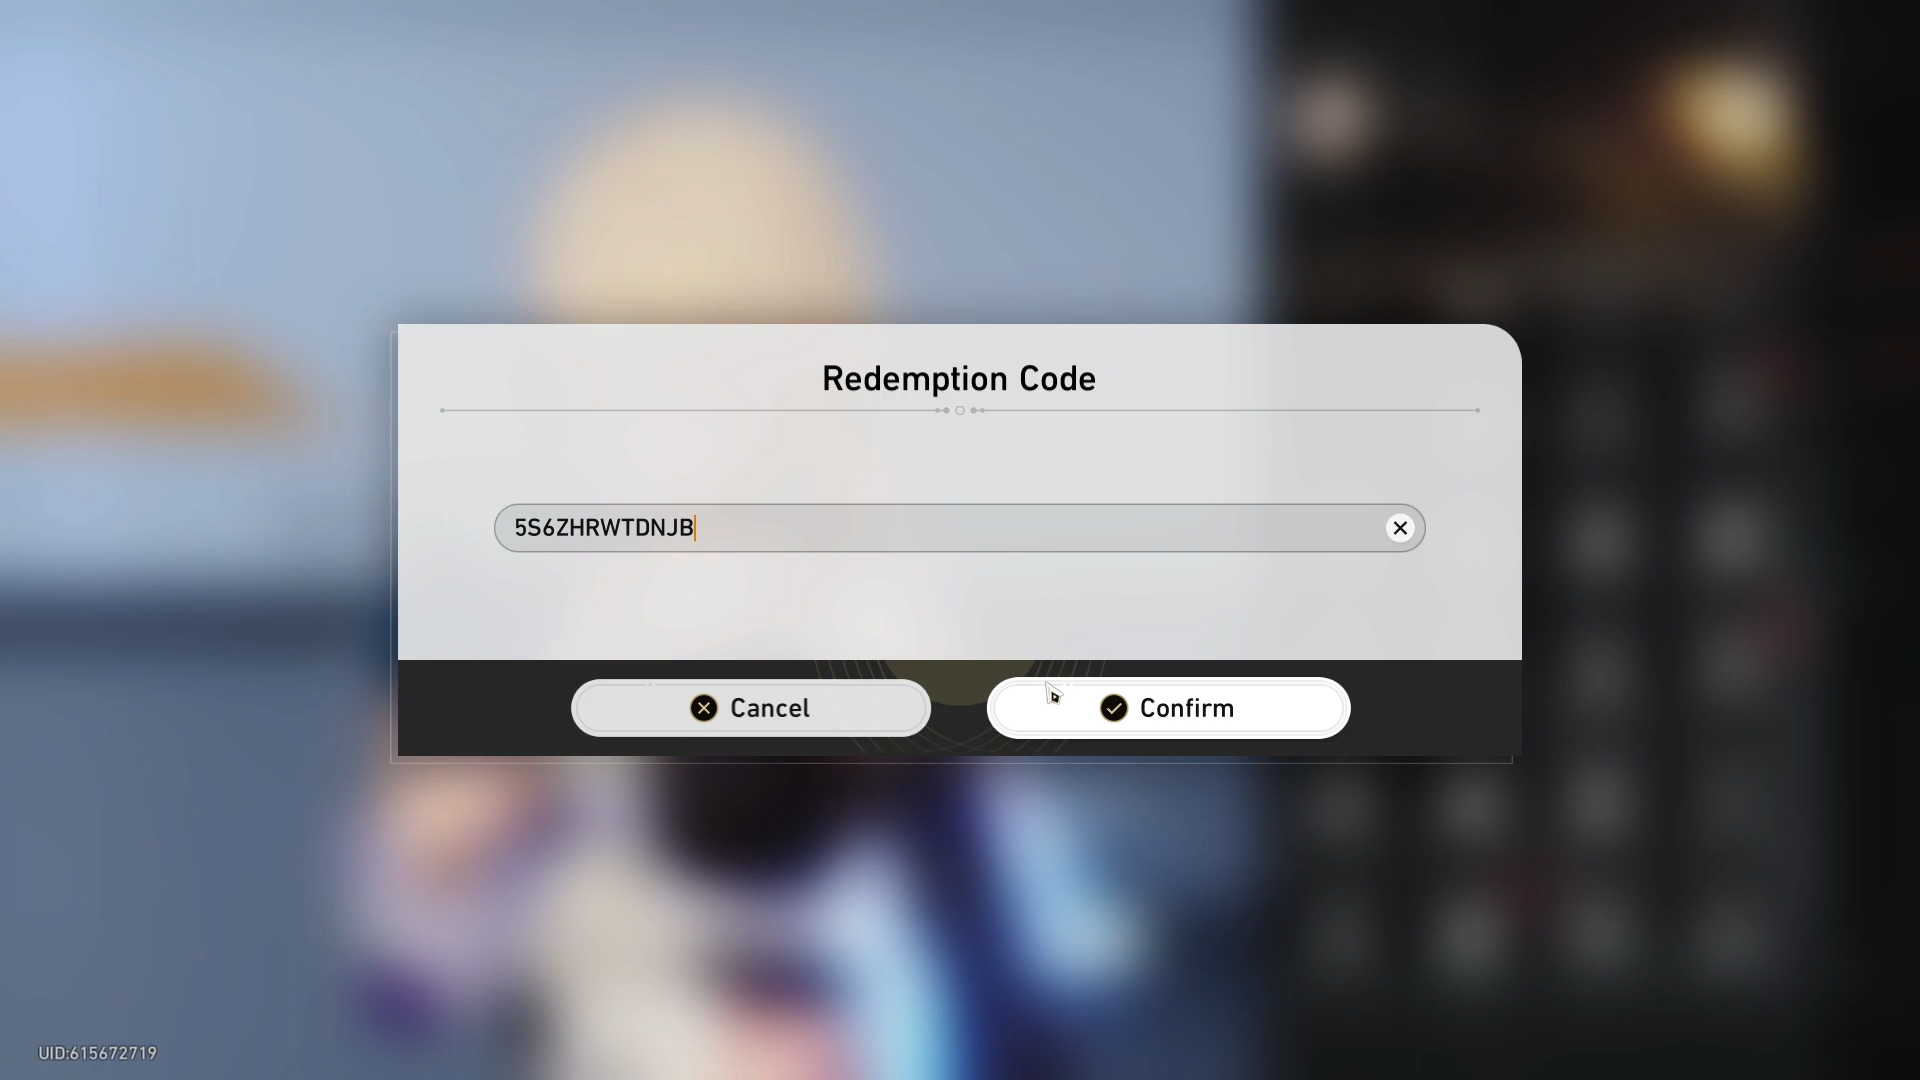 Redemption Code
5S6ZHRWTDNJB
Cancel
Confirm
UID:615672719